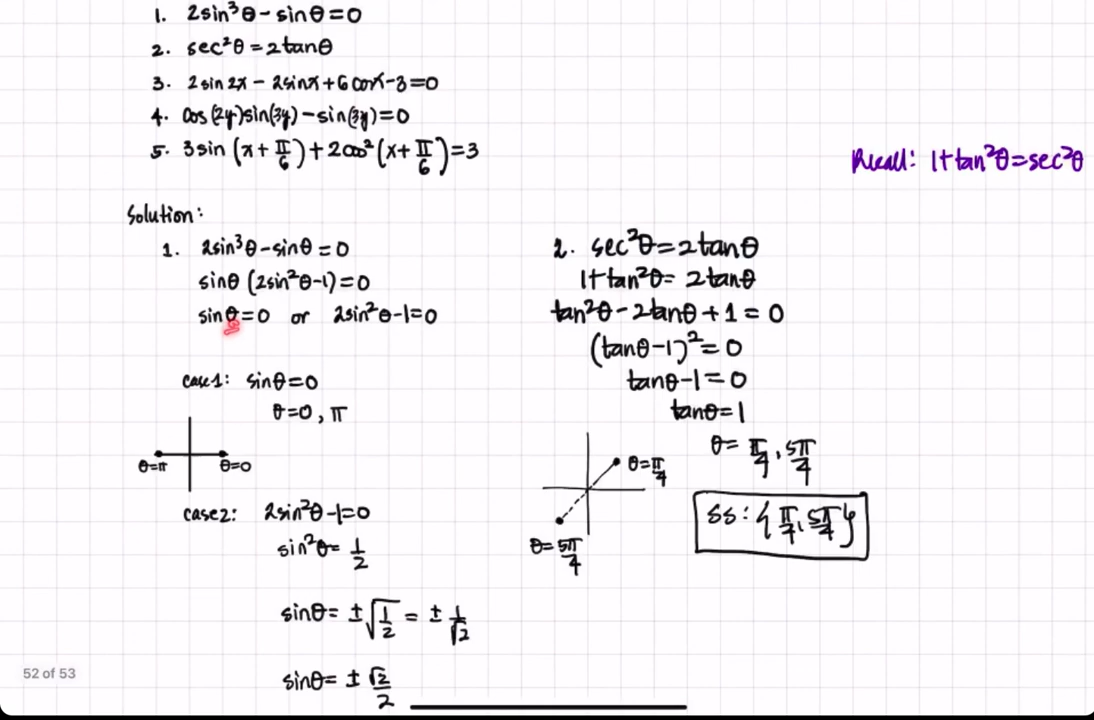 1. 2sin³θ - sinθ = 0
2. sec²θ = 2tanθ
3. 2 sin 2x - 2sinx + 6 cosx - 3 = 0
4. cos(2y)sin(3y) - sin(3y) = 0
5. 3sin (x + π/6) + 2cos² (x + π/6) = 3
Recall: 1 + tan²θ = sec²θ
Solution:
1. 2sin³θ - sinθ = 0
sinθ (2sin²θ - 1) = 0
sinθ = 0 or 2sin²θ - 1 = 0
case1: sinθ = 0
θ = 0, π
θ=π θ=0
case2: 2sin²θ - 1 = 0
sin²θ = 1/2
sinθ = ± √(1/2) = ± 1/√2
sinθ = ± √2/2
2. sec²θ = 2tanθ
1 + tan²θ = 2tanθ
tan²θ - 2tanθ + 1 = 0
(tanθ - 1)² = 0
tanθ - 1 = 0
tanθ = 1
θ = π/4, 5π/4
θ = π/4
θ = 5π/4
SS: {π/4, 5π/4}
52 of 53